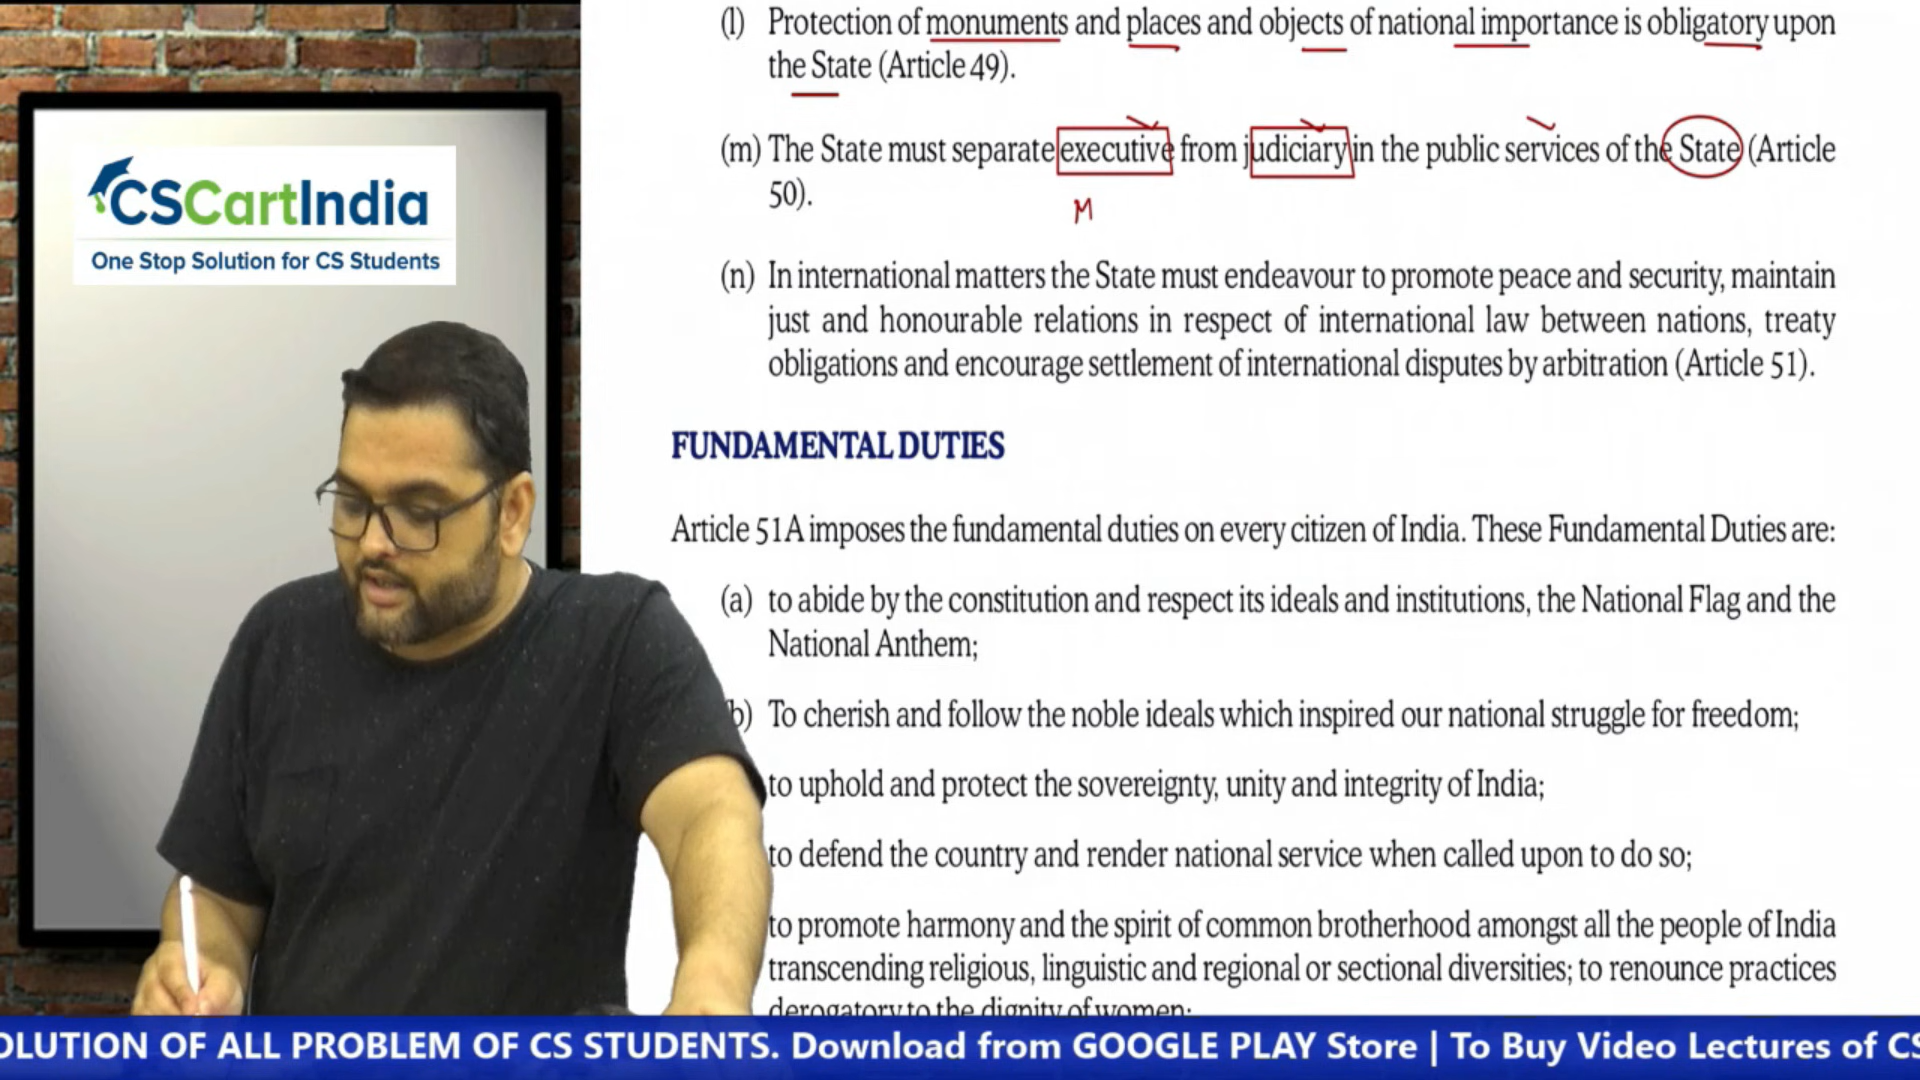 (l) Protection of monuments and places and objects of national importance is obligatory upon
the State (Article 49).
(m) The State must separate executive from judiciary in the public services of the State (Article
50).
M
(n) In international matters the State must endeavour to promote peace and security, maintain
just and honourable relations in respect of international law between nations, treaty
obligations and encourage settlement of international disputes by arbitration (Article 51).
FUNDAMENTAL DUTIES
Article 51A imposes the fundamental duties on every citizen of India. These Fundamental Duties are:
(a) to abide by the constitution and respect its ideals and institutions, the National Flag and the
National Anthem;
b) To cherish and follow the noble ideals which inspired our national struggle for freedom;
to uphold and protect the sovereignty, unity and integrity of India;
to defend the country and render national service when called upon to do so;
to promote harmony and the spirit of common brotherhood amongst all the people of India
transcending religious, linguistic and regional or sectional diversities; to renounce practices
derogatory to the dignity of women;
CSCartIndia
One Stop Solution for CS Students
OLUTION OF ALL PROBLEM OF CS STUDENTS. Download from GOOGLE PLAY Store | To Buy Video Lectures of CS